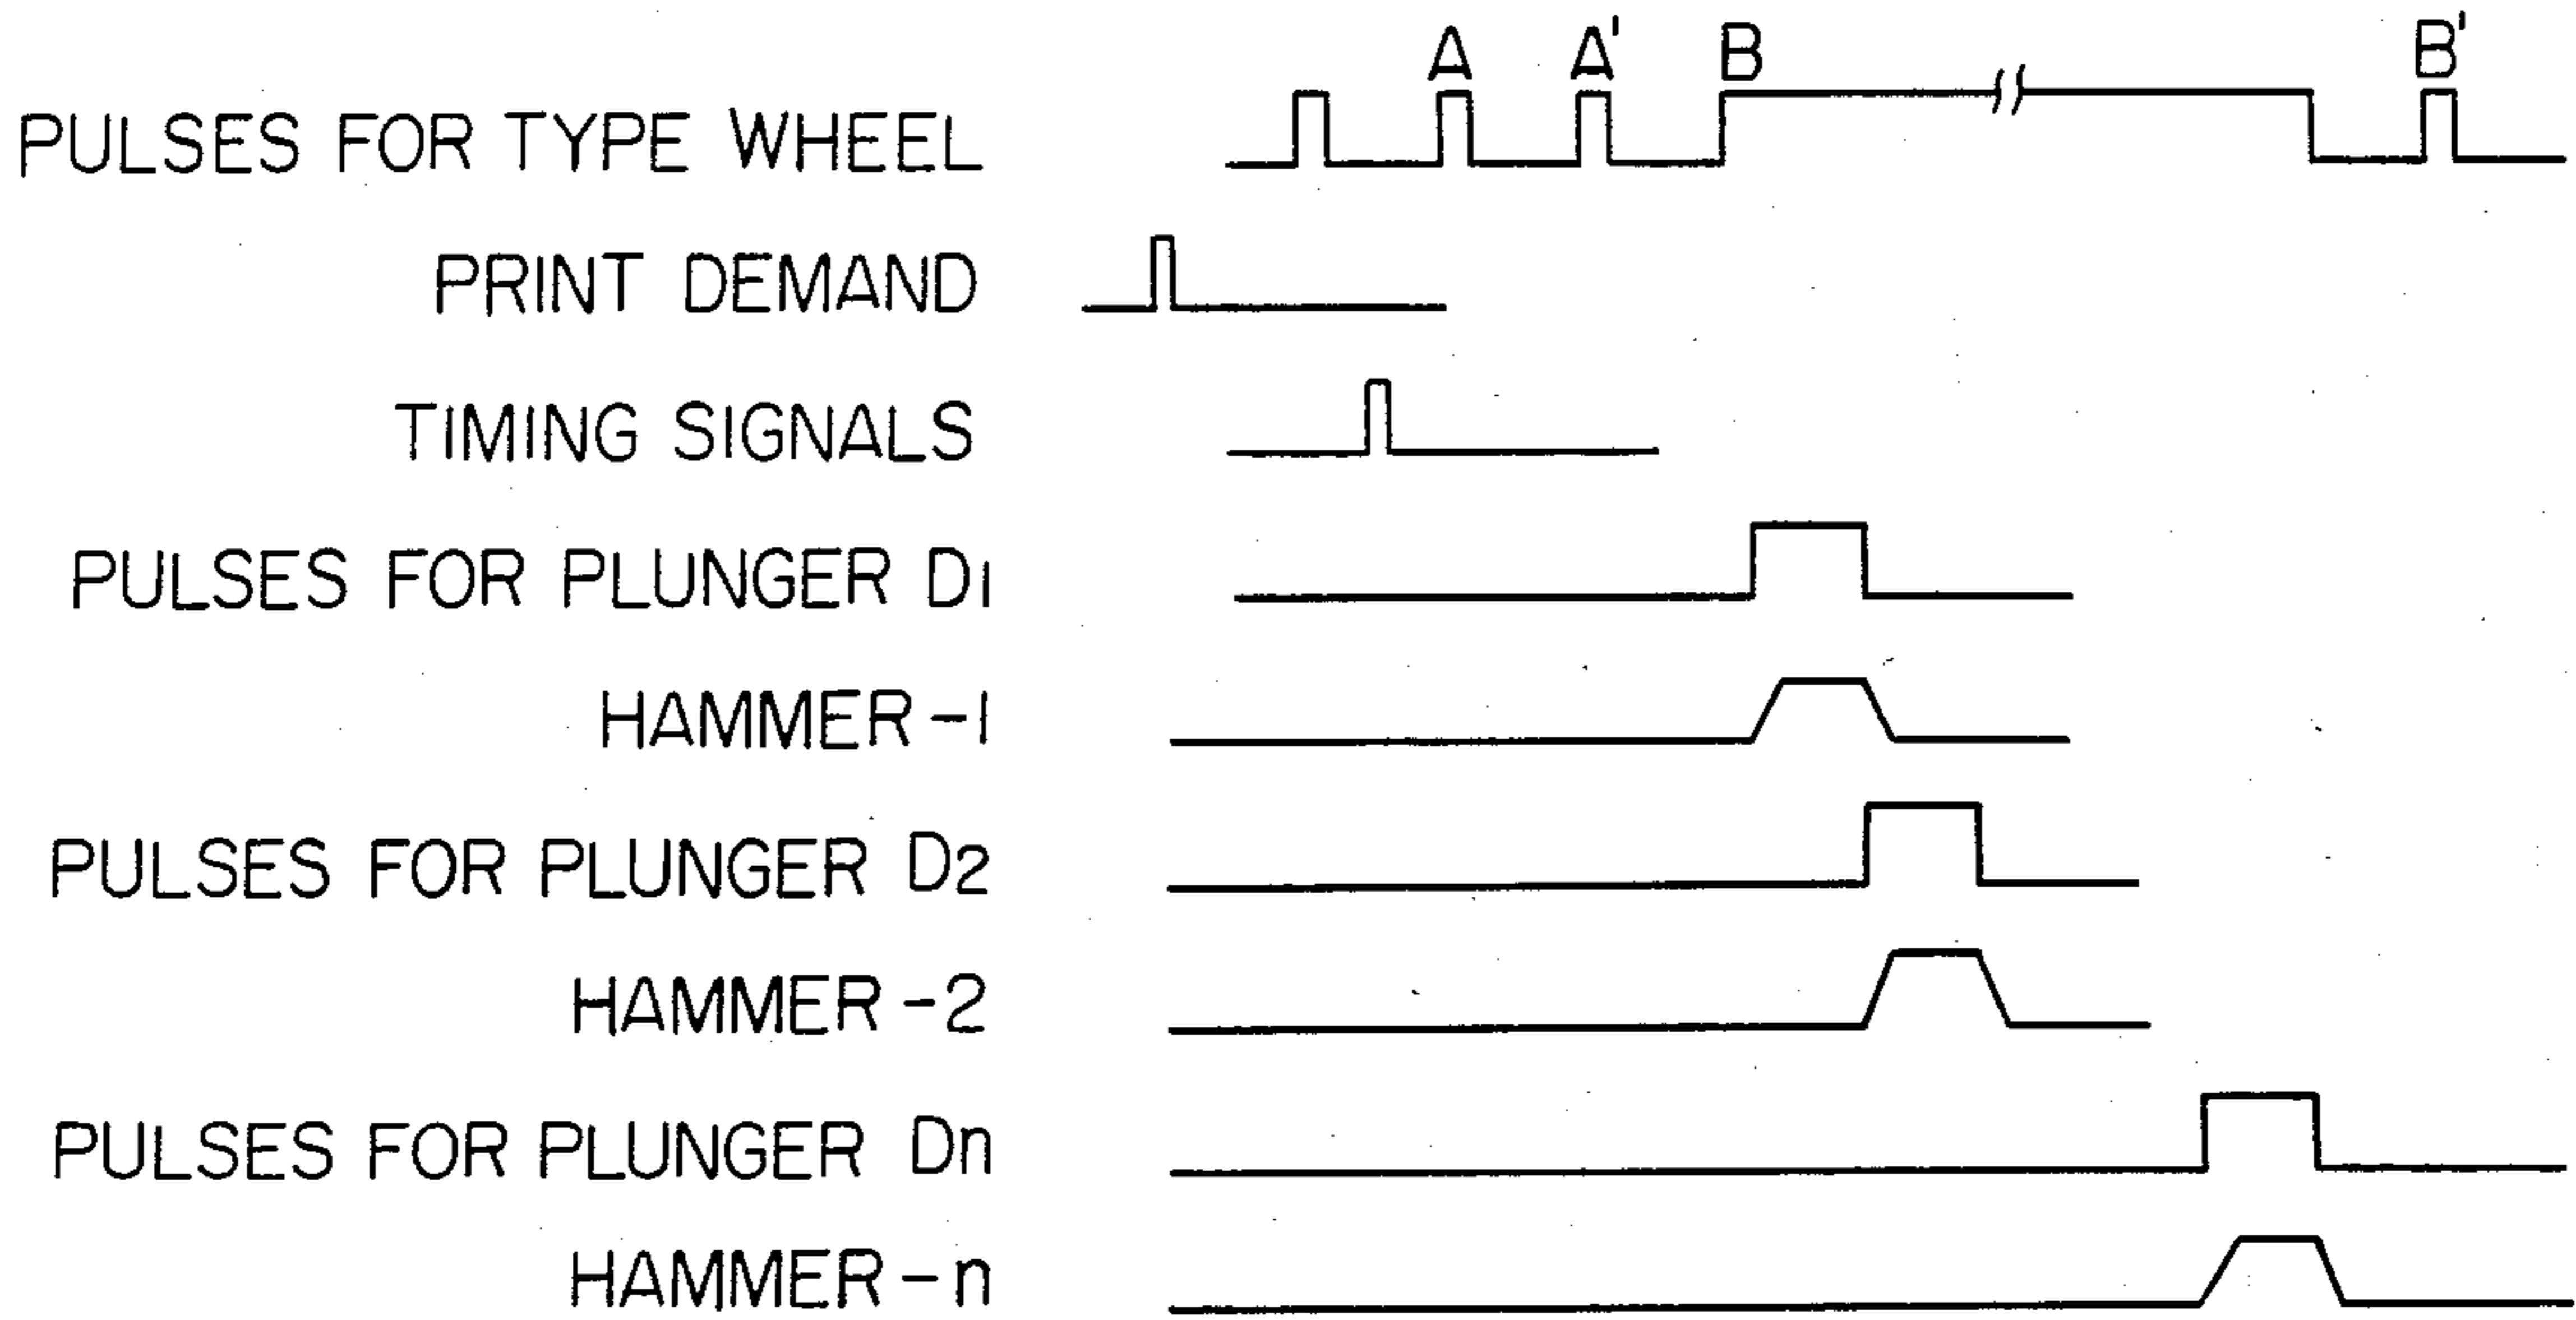 A A' B B'
PULSES FOR TYPE WHEEL
PRINT DEMAND
TIMING SIGNALS
PULSES FOR PLUNGER D1
HAMMER-1
PULSES FOR PLUNGER D2
HAMMER-2
PULSES FOR PLUNGER Dn
HAMMER-n